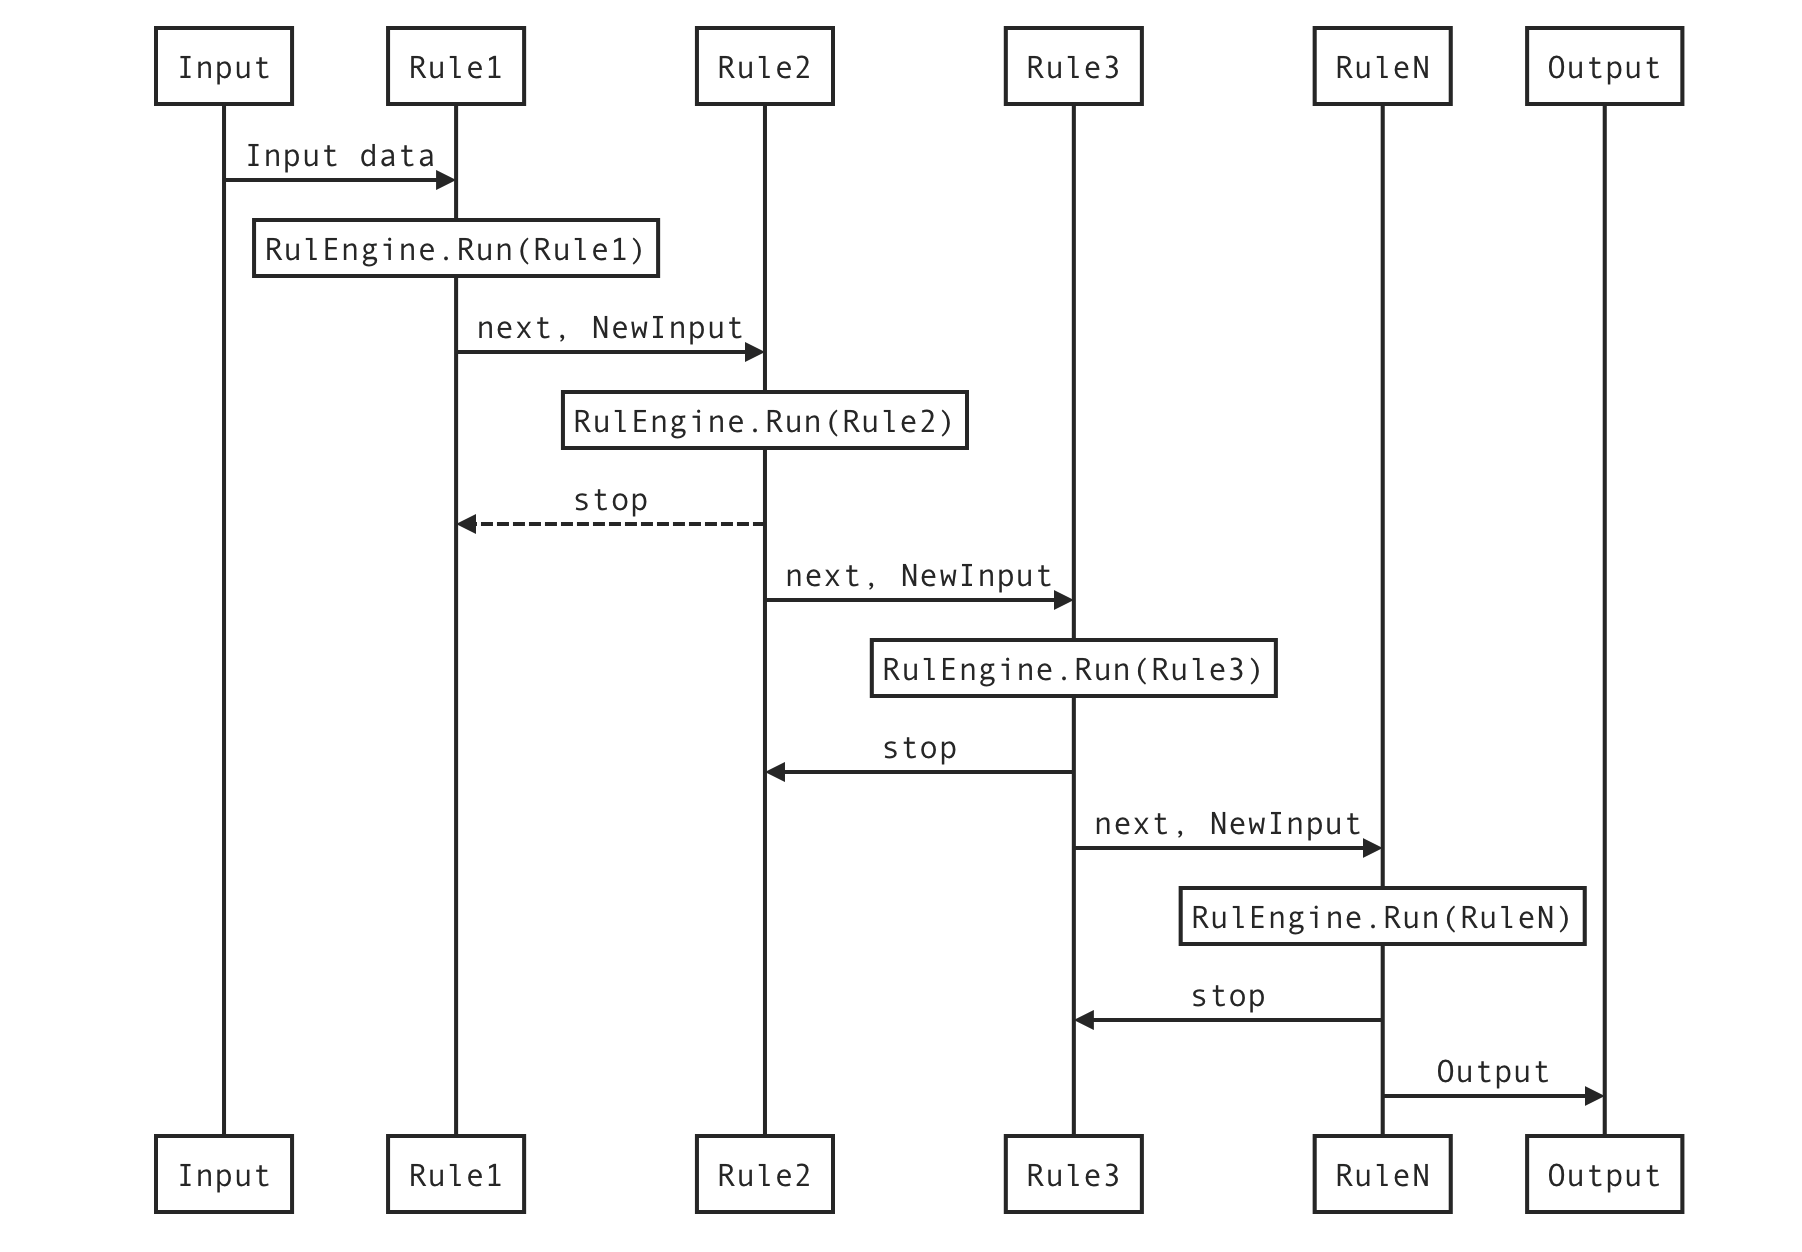 Input Rule1 Rule2 Rule3 RuleN Output
Input data
RulEngine.Run(Rule1)
next, NewInput
RulEngine.Run(Rule2)
stop
next, NewInput
RulEngine.Run(Rule3)
stop
next, NewInput
RulEngine.Run(RuleN)
stop
Output
Input Rule1 Rule2 Rule3 RuleN Output